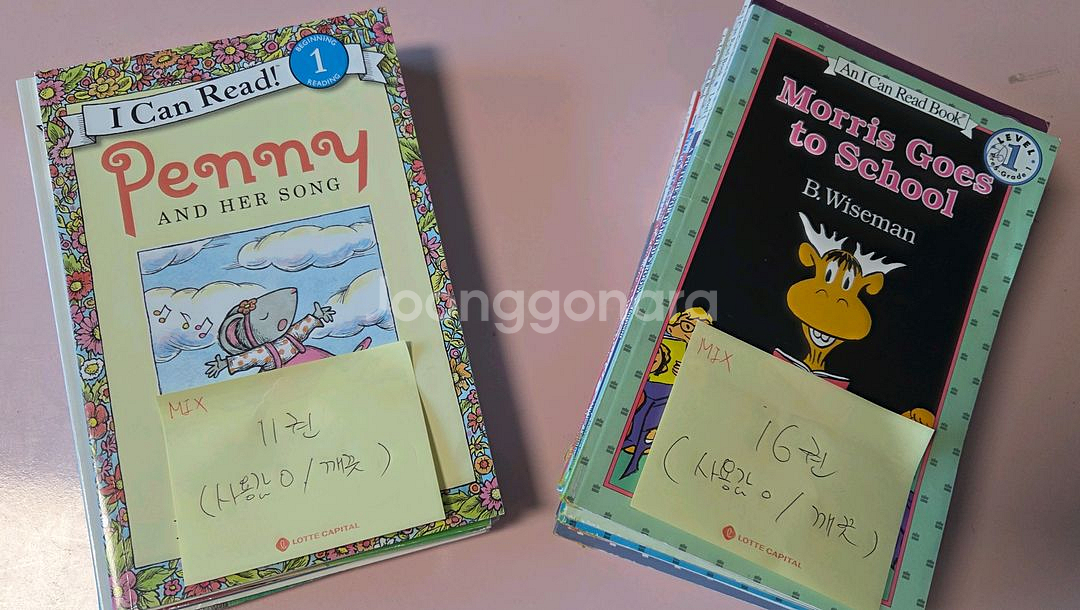 I Can Read!
BEGINNING
1
READING
Penny
AND HER SONG
MIX
11권
(사용감 O / 깨끗)
LOTTE CAPITAL
An I Can Read Book
LEVEL
1
Grade
Morris Goes
to School
B. Wiseman
MIX
16권
(사용감 o / 깨끗)
LOTTE CAPITAL
Joonggonara